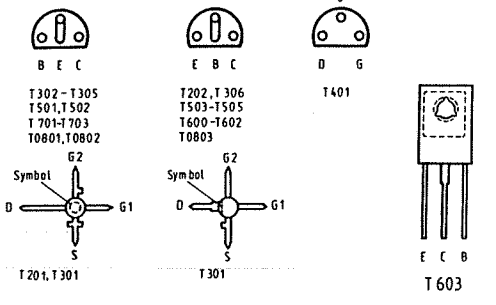 B E C
T302-T305
T501,T502
T701-T703
T0801,T0802
E B C
T202,T306
T503-T505
T600-T602
T0803
D G
T401
G2
Symbol
D G1
S
T201,T301
G2
Symbol
D G1
S
T301
E C B
T603